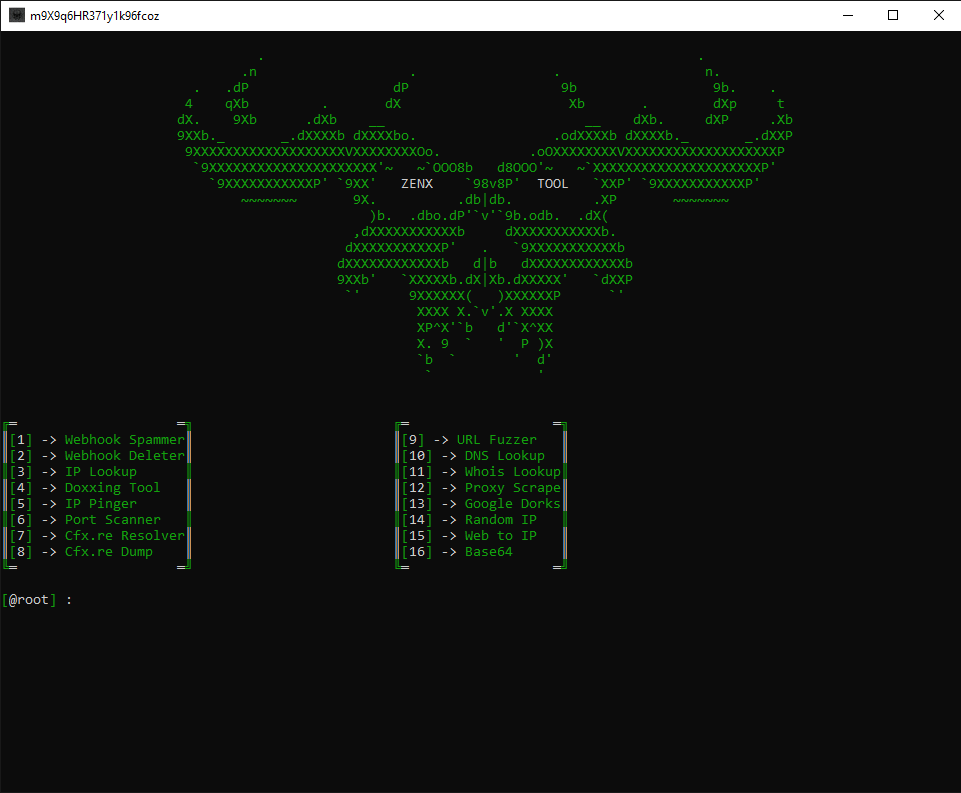 m9X9q6HR371y1k96fcoz
ZENX TOOL
[1] -> Webhook Spammer
[2] -> Webhook Deleter
[3] -> IP Lookup
[4] -> Doxxing Tool
[5] -> IP Pinger
[6] -> Port Scanner
[7] -> Cfx.re Resolver
[8] -> Cfx.re Dump
[9] -> URL Fuzzer
[10] -> DNS Lookup
[11] -> Whois Lookup
[12] -> Proxy Scrape
[13] -> Google Dorks
[14] -> Random IP
[15] -> Web to IP
[16] -> Base64
[@root] :